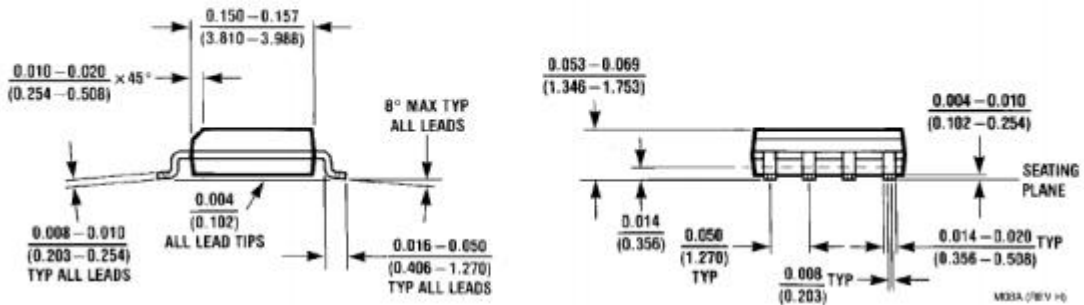 0.150–0.157
(3.810–3.988)
0.010–0.020 ×45°
(0.254–0.508)
8° MAX TYP
ALL LEADS
0.004
(0.102)
ALL LEAD TIPS
0.008–0.010
(0.203–0.254)
TYP ALL LEADS
0.016–0.050
(0.406–1.270)
TYP ALL LEADS
0.053–0.069
(1.346–1.753)
0.004–0.010
(0.102–0.254)
SEATING
PLANE
0.014
(0.356)
0.050
(1.270)
TYP
0.014–0.020 TYP
(0.356–0.508)
0.008 TYP
(0.203)
M08A (REV H)